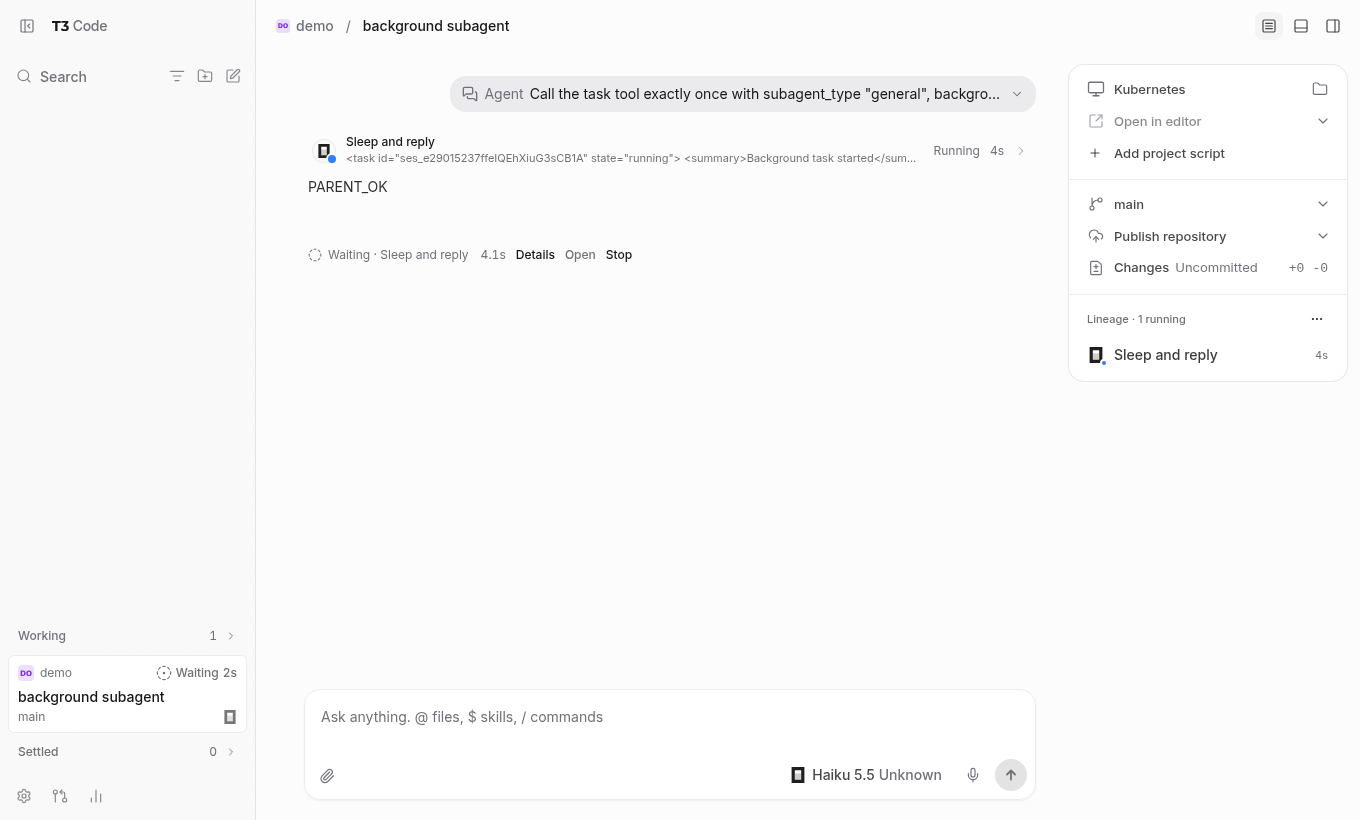 T3 Code
Search
Working 1
DO demo Waiting 2s
background subagent
main
Settled 0
DO demo / background subagent
Agent Call the task tool exactly once with subagent_type "general", backgro...
Sleep and reply
<task id="ses_e29015237ffelQEhXiuG3sCB1A" state="running"> <summary>Background task started</sum...
Running 4s
PARENT_OK
Waiting · Sleep and reply 4.1s Details Open Stop
Ask anything. @ files, $ skills, / commands
Haiku 5.5 Unknown
Kubernetes
Open in editor
Add project script
main
Publish repository
Changes Uncommitted +0 -0
Lineage · 1 running
Sleep and reply 4s